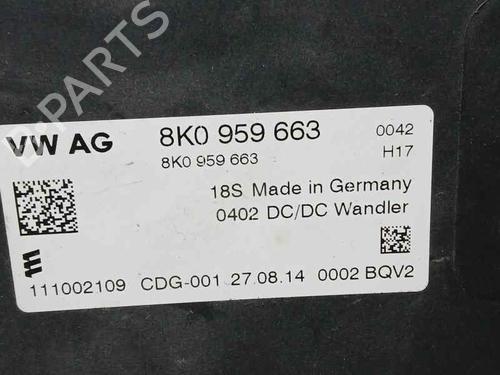 B-PARTS
VW AG 8K0 959 663 0042
8K0 959 663 H17
18S Made in Germany
0402 DC/DC Wandler
111002109 CDG-001 27.08.14 0002 BQV2